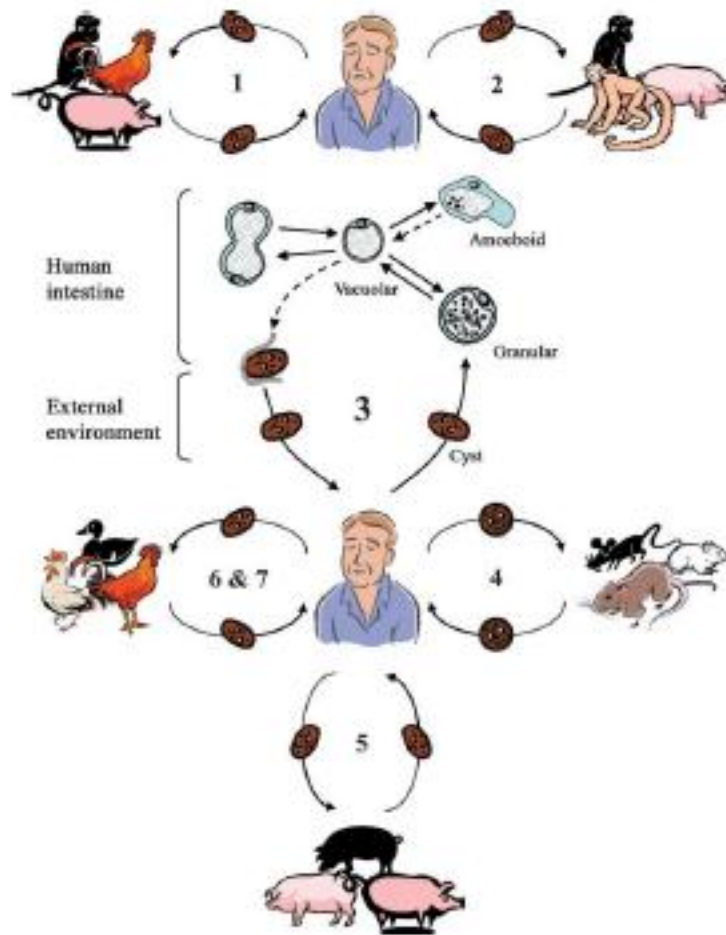 1
2
Human
intestine
Amoeboid
Vacuolar
Granular
External
environment
3
Cyst
6 & 7
4
5